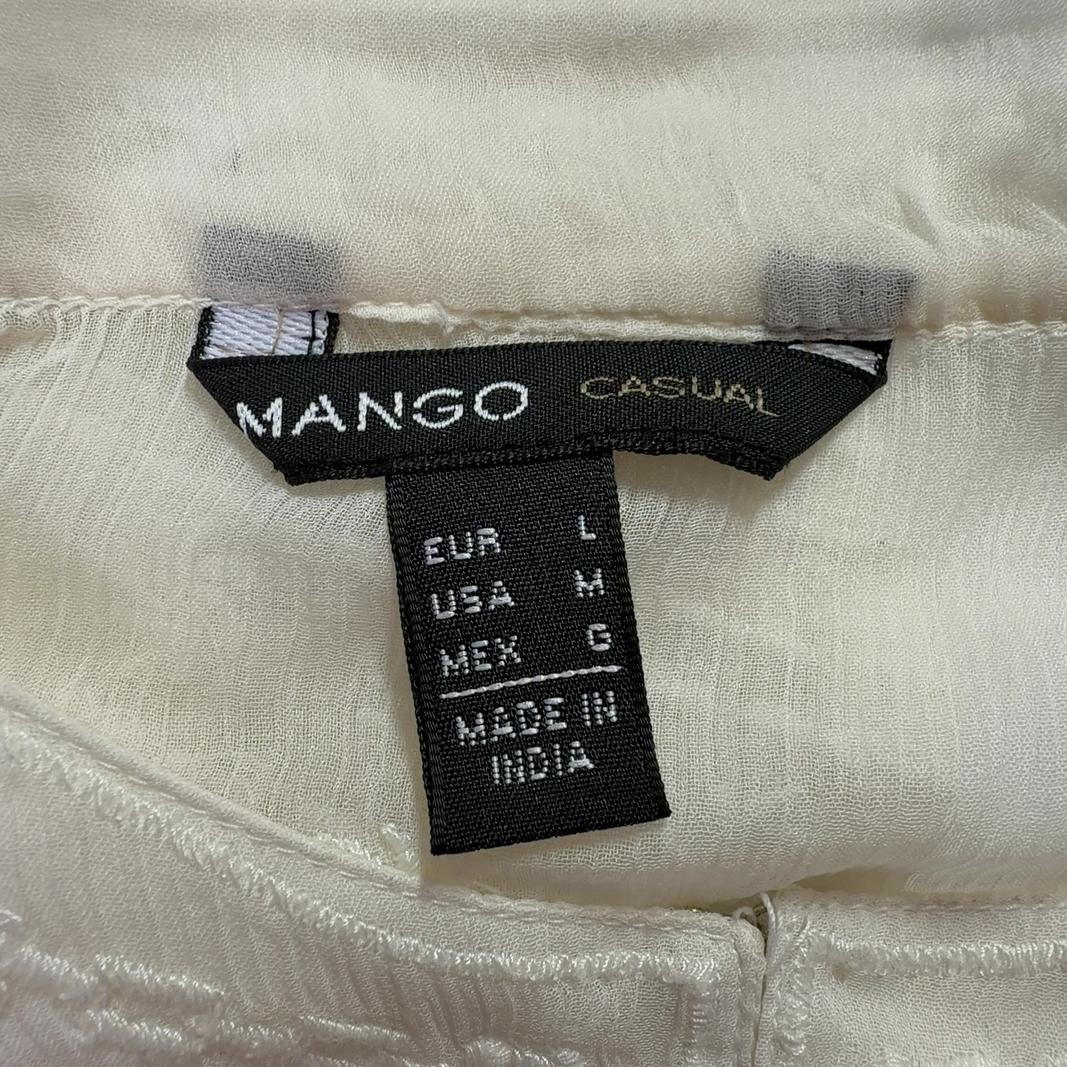 MANGO CASUAL
EUR L
USA M
MEX G
MADE IN
INDIA